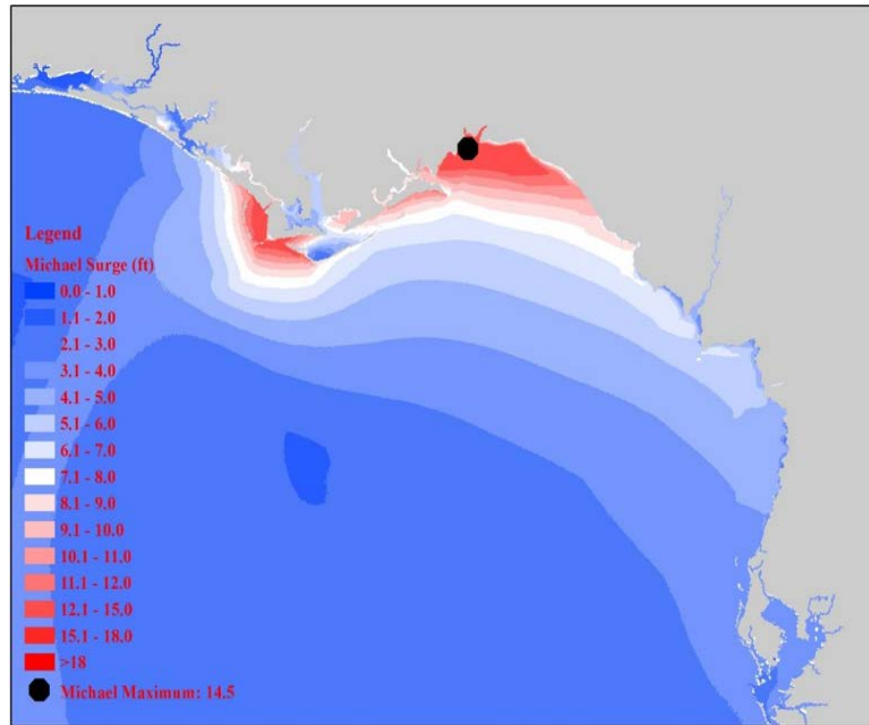 Legend
Michael Surge (ft)
0.0 - 1.0
1.1 - 2.0
2.1 - 3.0
3.1 - 4.0
4.1 - 5.0
5.1 - 6.0
6.1 - 7.0
7.1 - 8.0
8.1 - 9.0
9.1 - 10.0
10.1 - 11.0
11.1 - 12.0
12.1 - 15.0
15.1 - 18.0
>18
Michael Maximum: 14.5